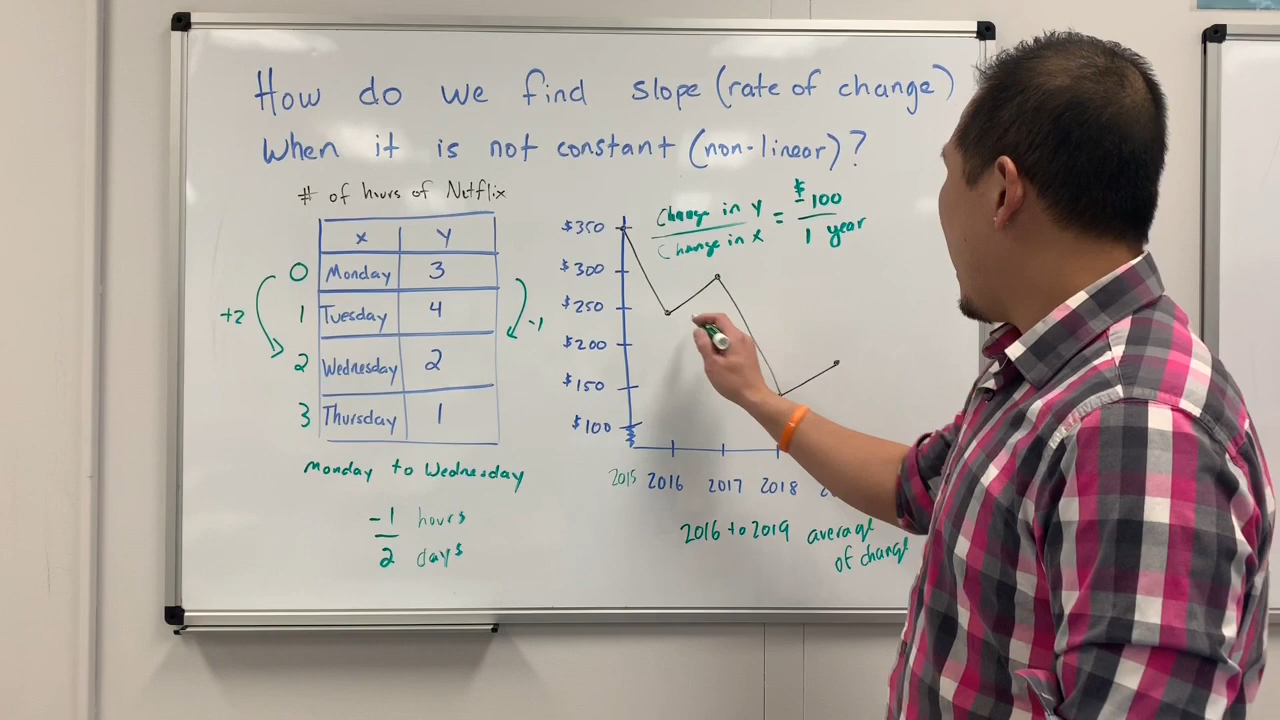 How do we find slope (rate of change)
When it is not constant (non-linear)?
# of hours of Netflix
x Y
0 Monday 3
1 Tuesday 4
2 Wednesday 2
3 Thursday 1
+2
-1
Monday to Wednesday
-1 hours
2 days
Change in Y = $-100
Change in X 1 year
$350
$300
$250
$200
$150
$100
2015 2016 2017 2018
2016 to 2019 average
of change